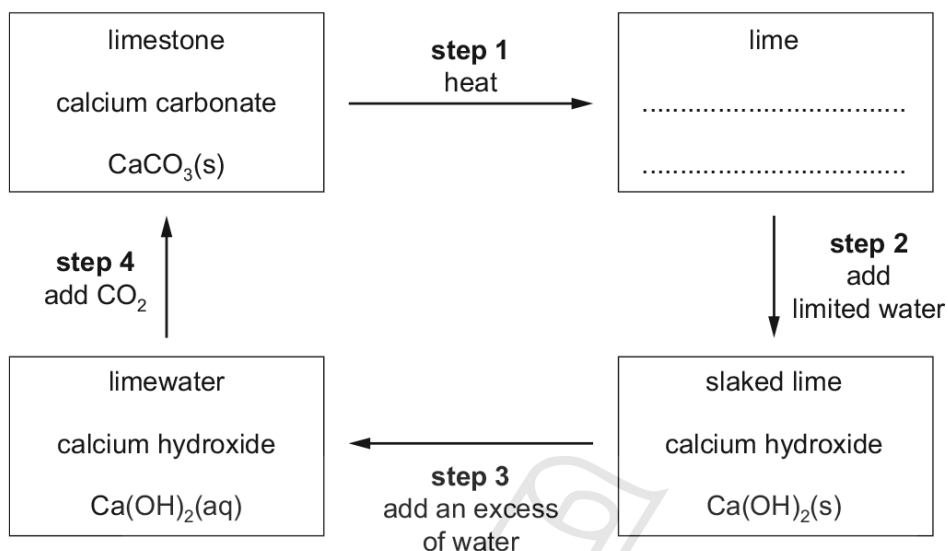 limestone
calcium carbonate
CaCO₃(s)
step 1
heat
lime
....................................
....................................
step 2
add
limited water
slaked lime
calcium hydroxide
Ca(OH)₂(s)
step 3
add an excess
of water
limewater
calcium hydroxide
Ca(OH)₂(aq)
step 4
add CO₂